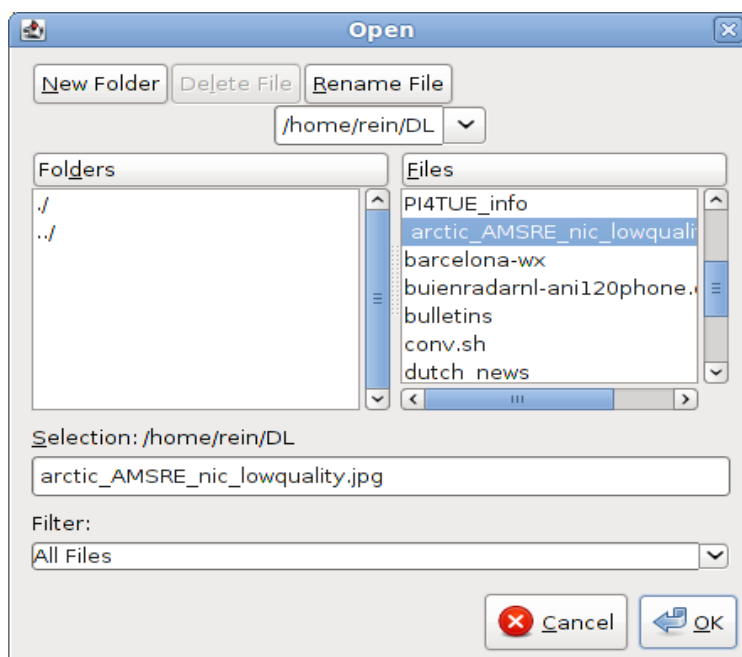 Open
New Folder Delete File Rename File
/home/rein/DL
Folders
./
../
Files
PI4TUE_info
arctic_AMSRE_nic_lowquali
barcelona-wx
buienradarnl-ani120phone.
bulletins
conv.sh
dutch_news
Selection: /home/rein/DL
arctic_AMSRE_nic_lowquality.jpg
Filter:
All Files
Cancel OK